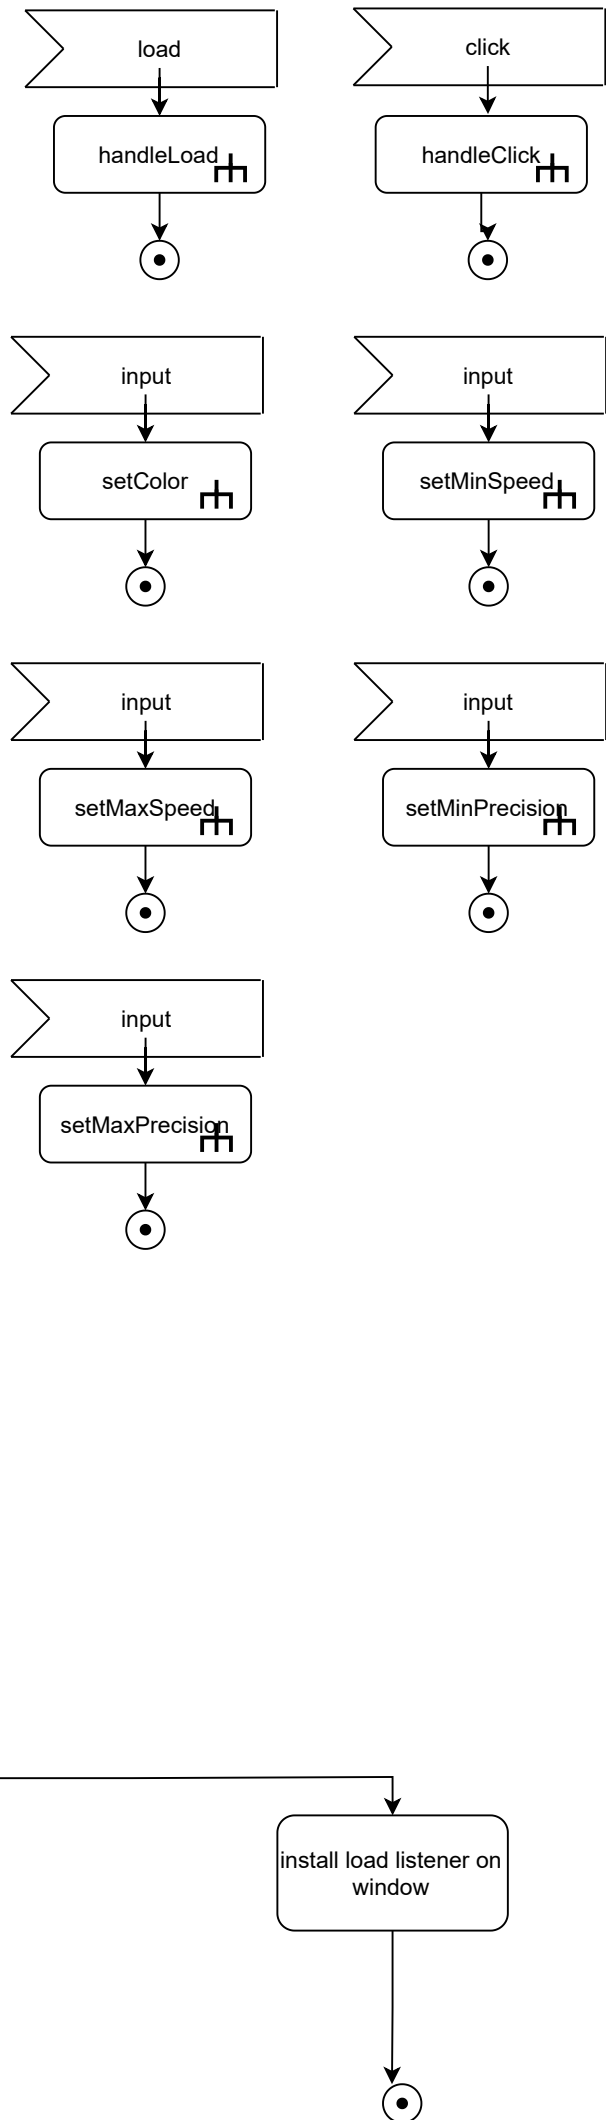 load
click
handleLoad
handleClick
input
input
setColor
setMinSpeed
input
input
setMaxSpeed
setMinPrecision
input
setMaxPrecision
install load listener on
window